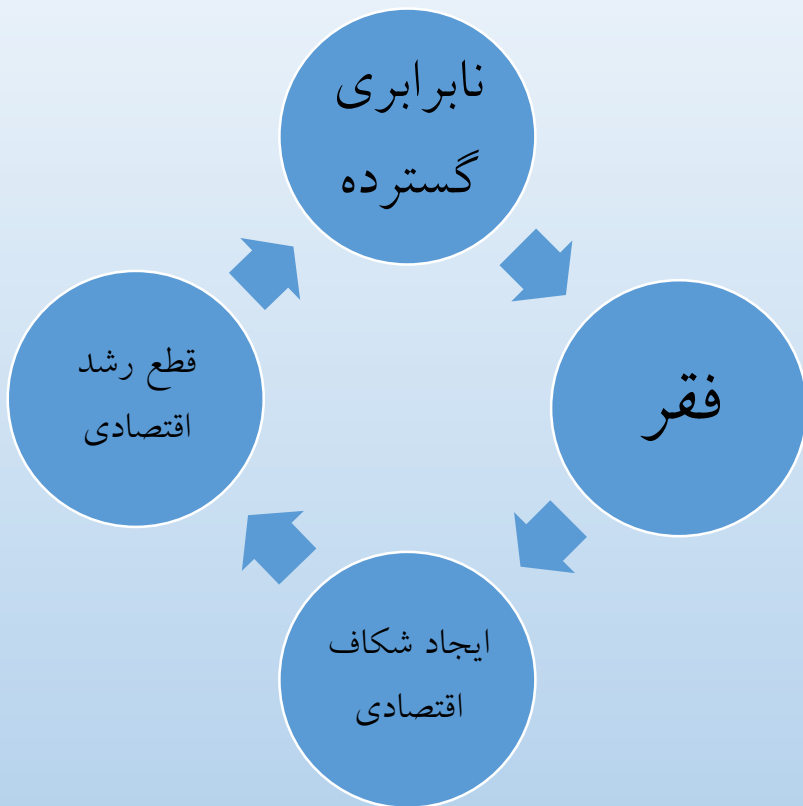 نابرابری
گسترده
فقر
ایجاد شکاف
اقتصادی
قطع رشد
اقتصادی